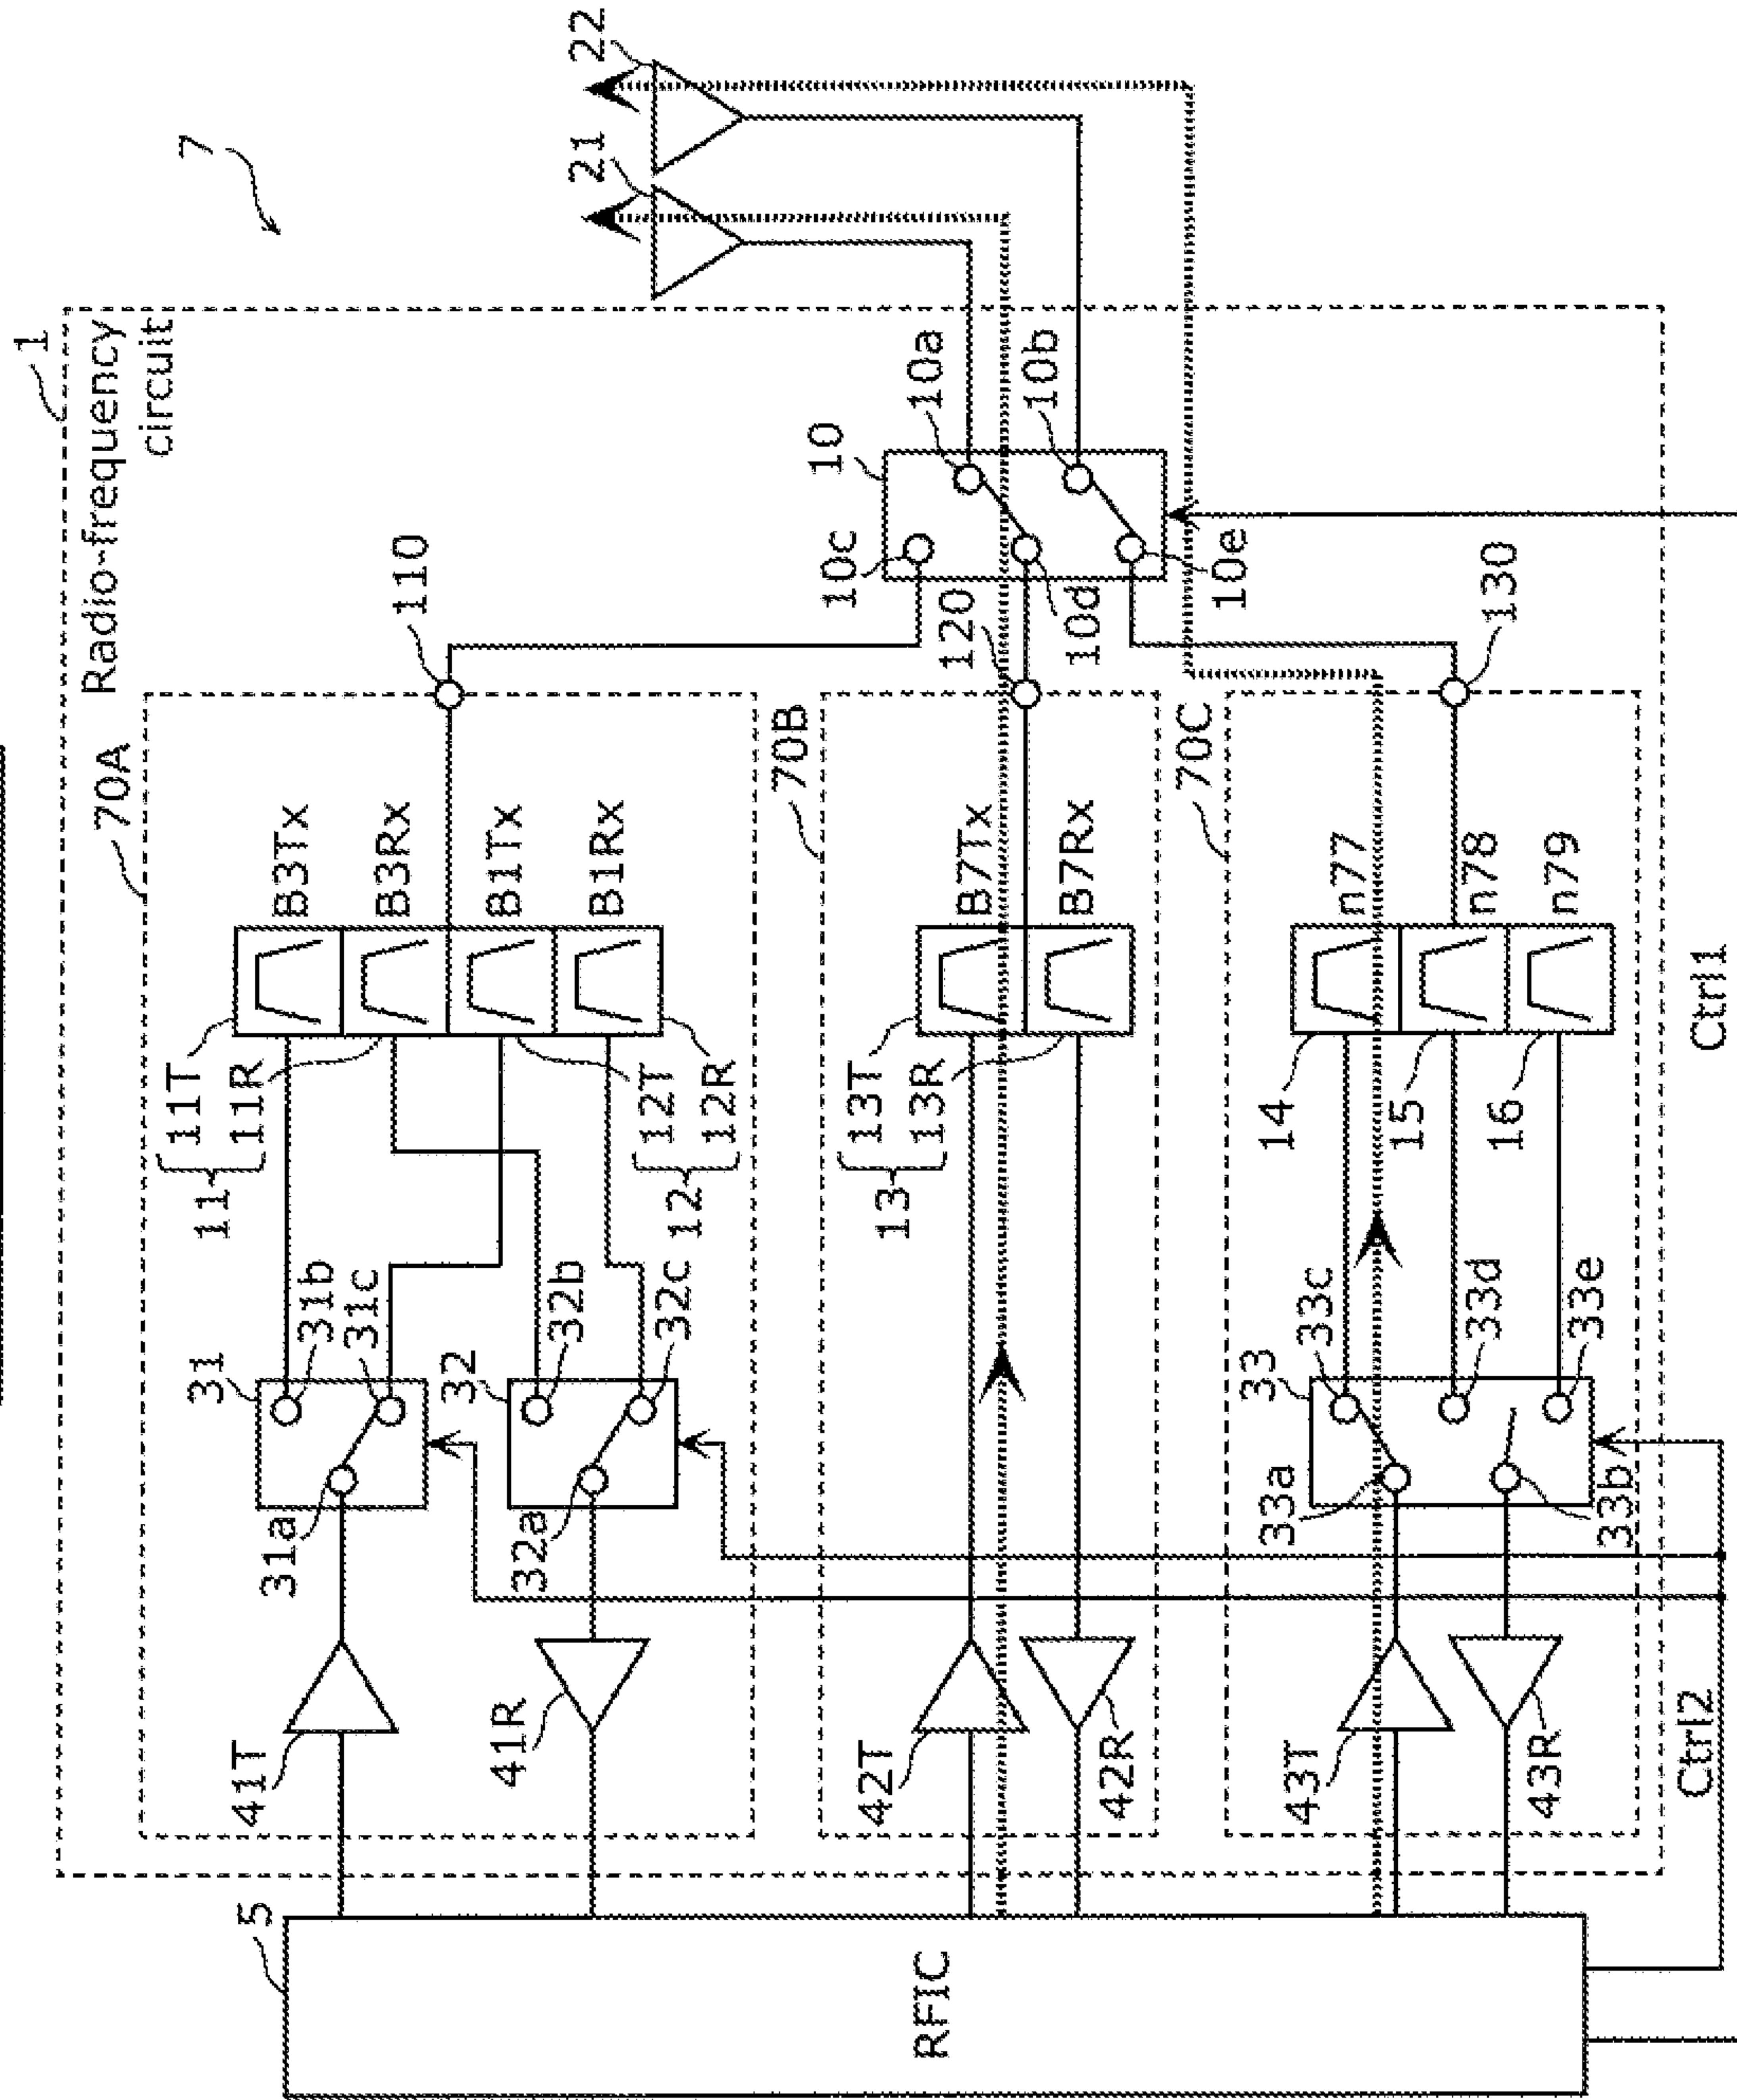 1
Radio-frequency
circuit
7
22
21
70A
110
B3Tx
B3Rx
B1Tx
B1Rx
11T
11R
11
12T
12R
12
31
31a
31b
31c
32
32a
32b
32c
41T
41R
10
10a
10b
10c
10d
10e
70B
120
B7Tx
B7Rx
13T
13R
13
42T
42R
70C
130
n77
n78
n79
14
15
16
33
33a
33b
33c
33d
33e
43T
43R
5
RFIC
Ctrl1
Ctrl2